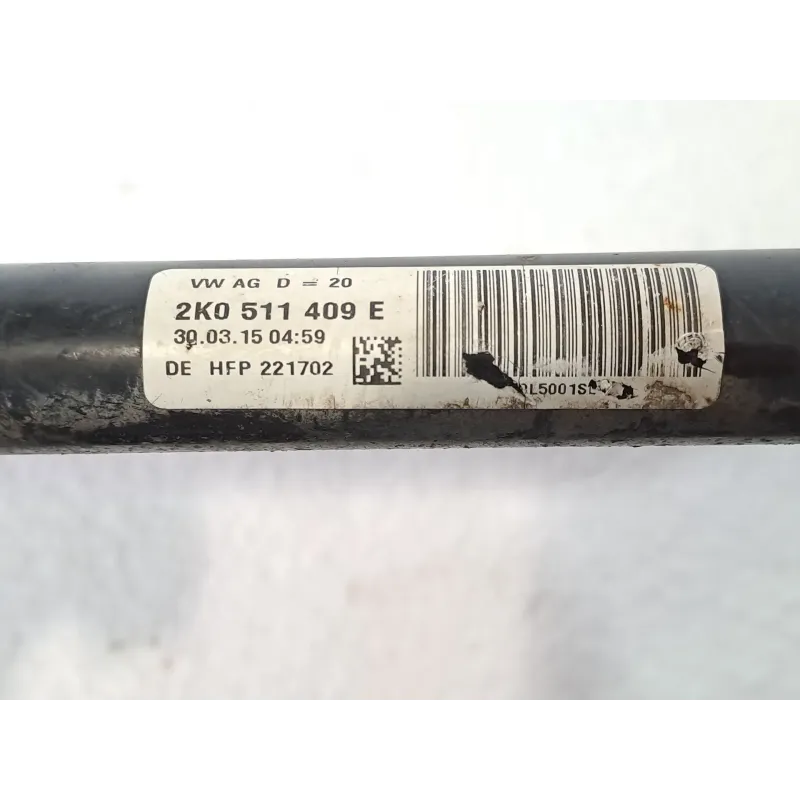 VW AG D = 20
2K0 511 409 E
30.03.15 04:59
DE HFP 221702